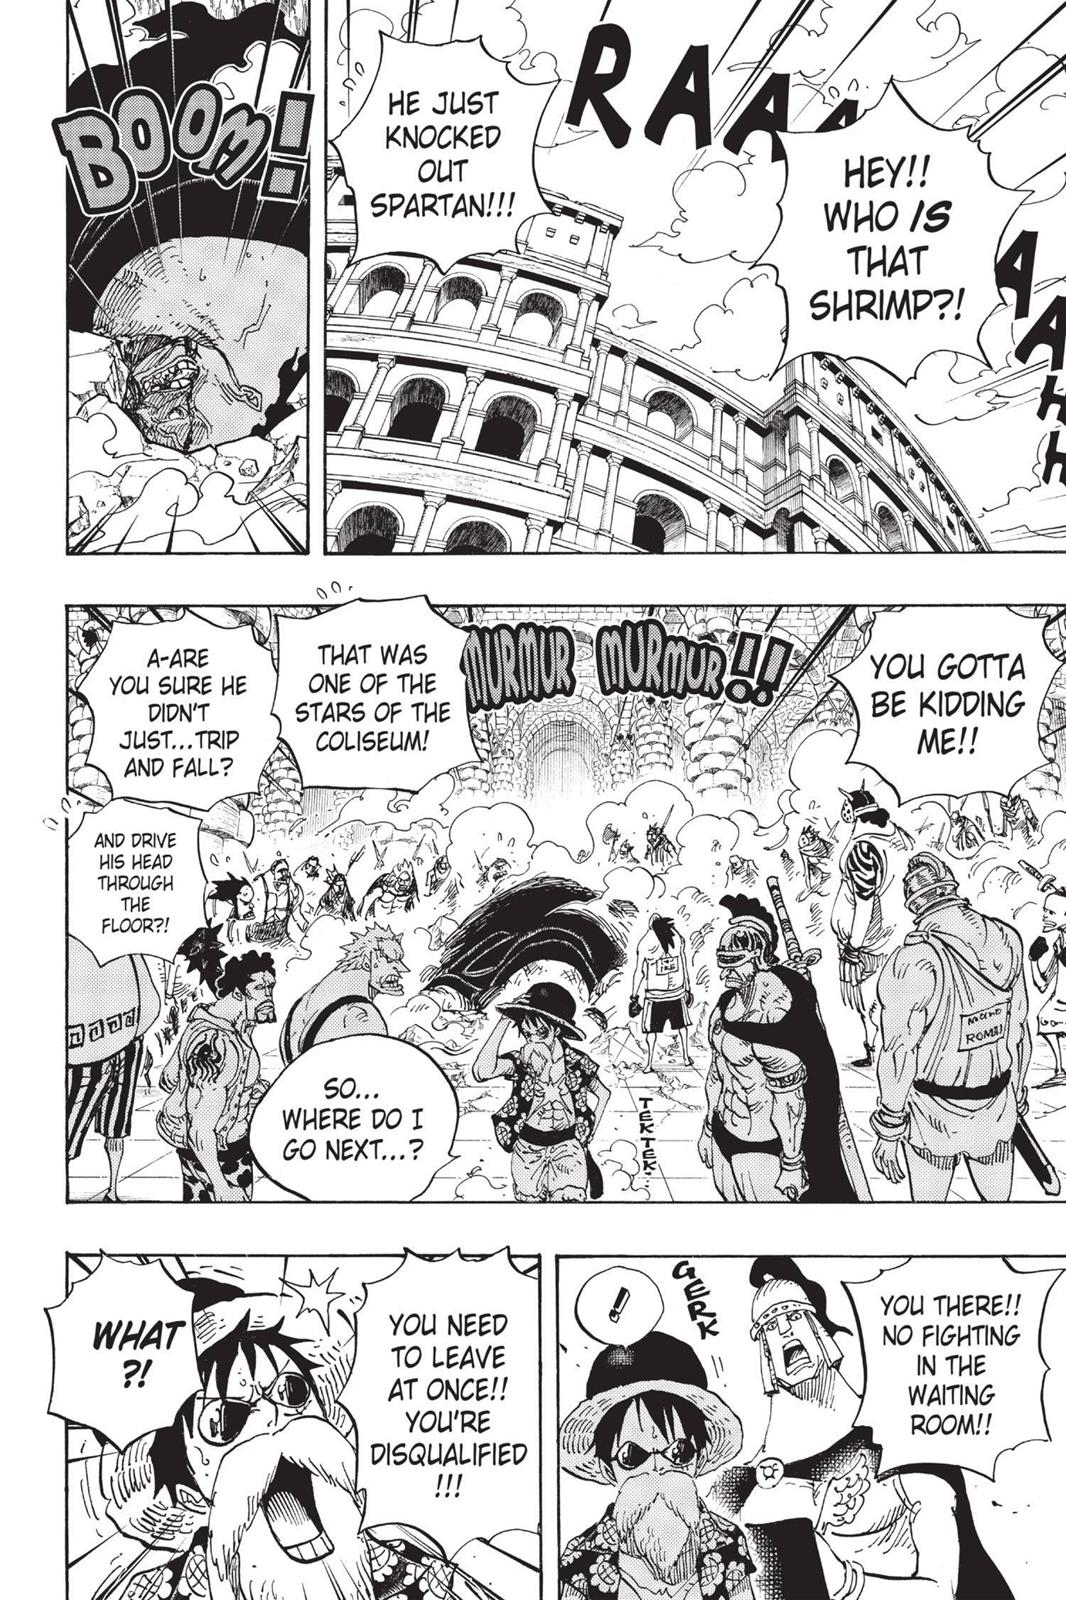 RAAA
AAHHH
HEY!!
WHO IS
THAT
SHRIMP?!
HE JUST
KNOCKED
OUT
SPARTAN!!!
BOOM!
YOU GOTTA
BE KIDDING
ME!!
MURMUR MURMUR!!
THAT WAS
ONE OF THE
STARS OF THE
COLISEUM!
A-ARE
YOU SURE HE
DIDN'T
JUST...TRIP
AND FALL?
AND DRIVE
HIS HEAD
THROUGH
THE
FLOOR?!
SO...
WHERE DO I
GO NEXT...?
TEKTEK...
YOU THERE!!
NO FIGHTING
IN THE
WAITING
ROOM!!
GERK
!
YOU NEED
TO LEAVE
AT ONCE!!
YOU'RE
DISQUALIFIED
!!!
WHAT
?!